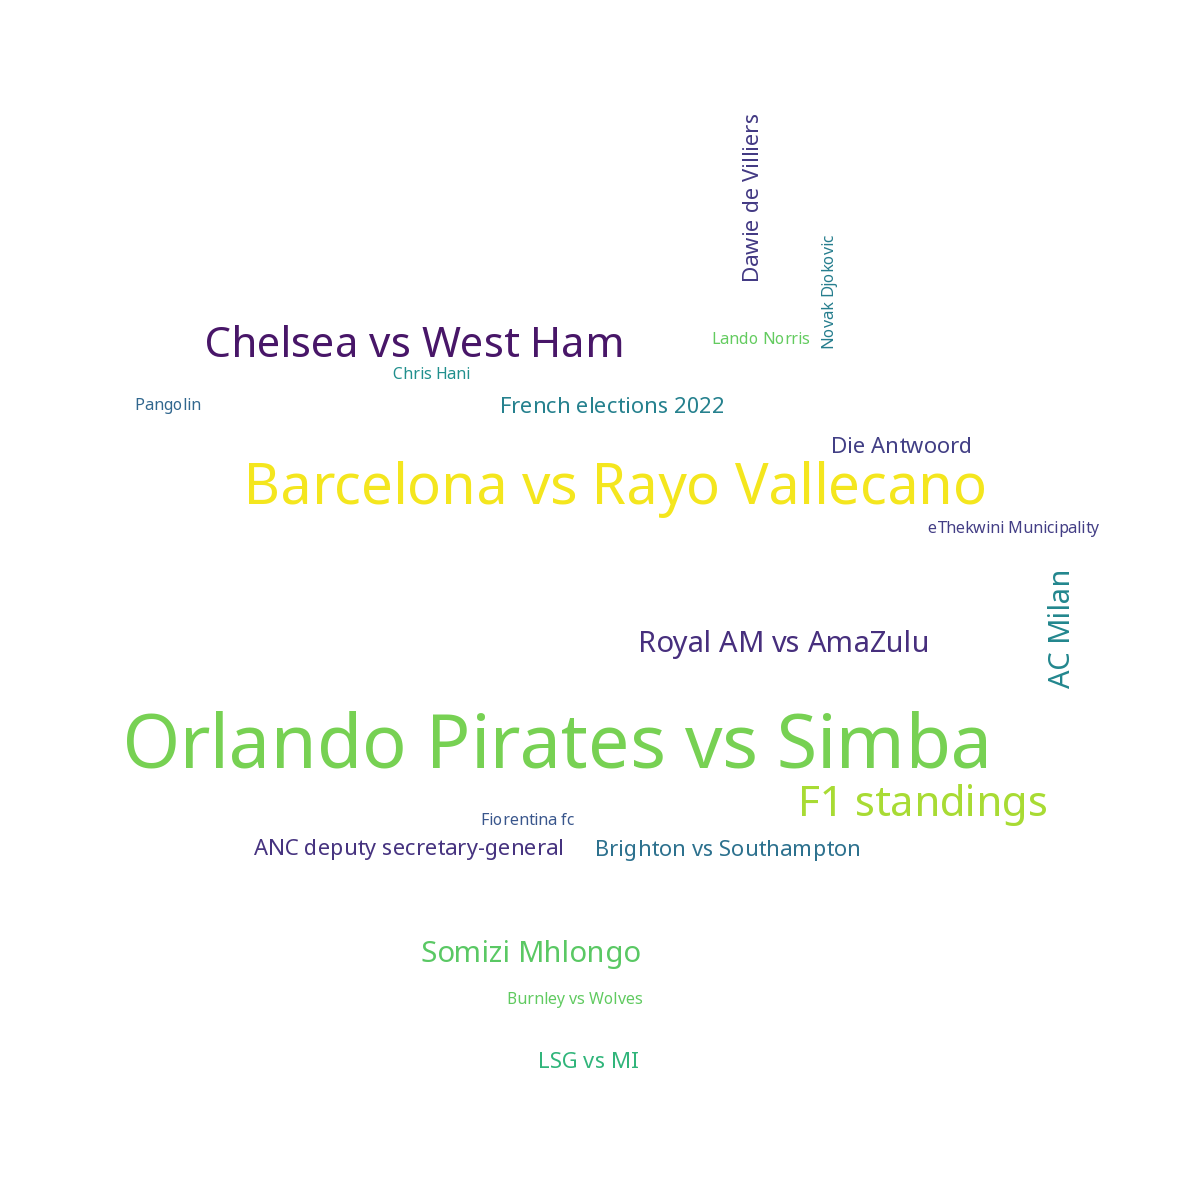 Dawie de Villiers
Novak Djokovic
Chelsea vs West Ham
Lando Norris
Chris Hani
Pangolin
French elections 2022
Die Antwoord
Barcelona vs Rayo Vallecano
eThekwini Municipality
AC Milan
Royal AM vs AmaZulu
Orlando Pirates vs Simba
F1 standings
Fiorentina fc
ANC deputy secretary-general
Brighton vs Southampton
Somizi Mhlongo
Burnley vs Wolves
LSG vs MI